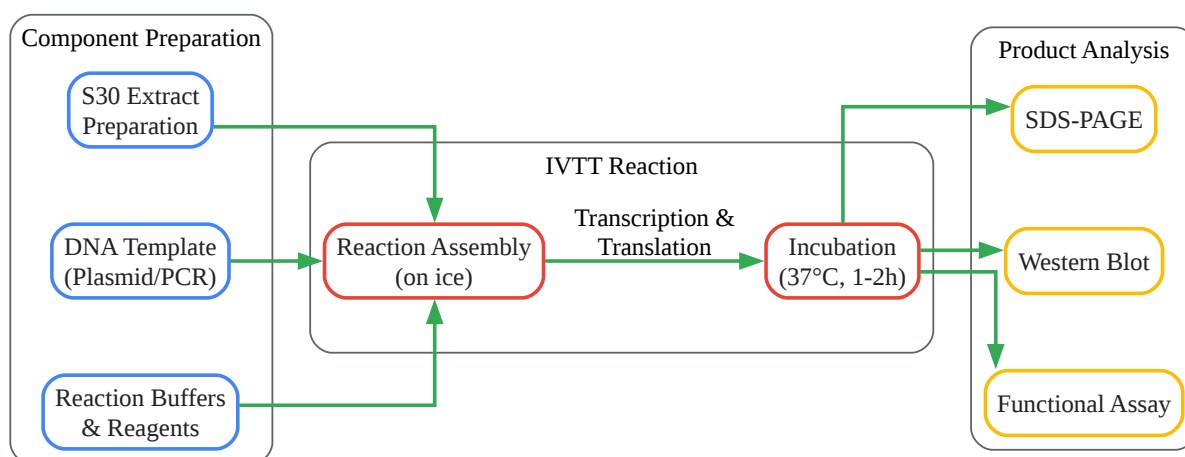 Component Preparation
S30 Extract
Preparation
DNA Template
(Plasmid/PCR)
Reaction Buffers
& Reagents
IVTT Reaction
Reaction Assembly
(on ice)
Transcription &
Translation
Incubation
(37°C, 1-2h)
Product Analysis
SDS-PAGE
Western Blot
Functional Assay